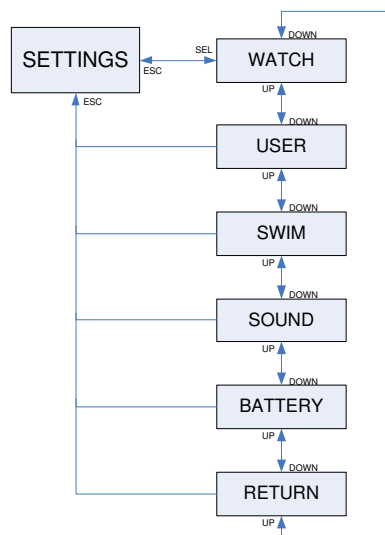 DOWN
SETTINGS
SEL
WATCH
ESC
UP
ESC
DOWN
USER
UP
DOWN
SWIM
UP
DOWN
SOUND
UP
DOWN
BATTERY
UP
DOWN
RETURN
UP